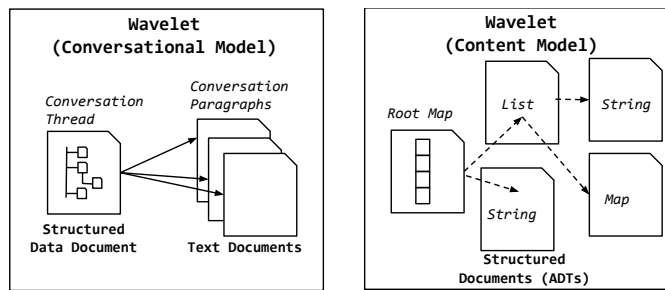 Wavelet
(Conversational Model)
Conversation
Thread
Conversation
Paragraphs
Structured
Data Document
Text Documents
Wavelet
(Content Model)
Root Map
List
String
String
Map
Structured
Documents (ADTs)